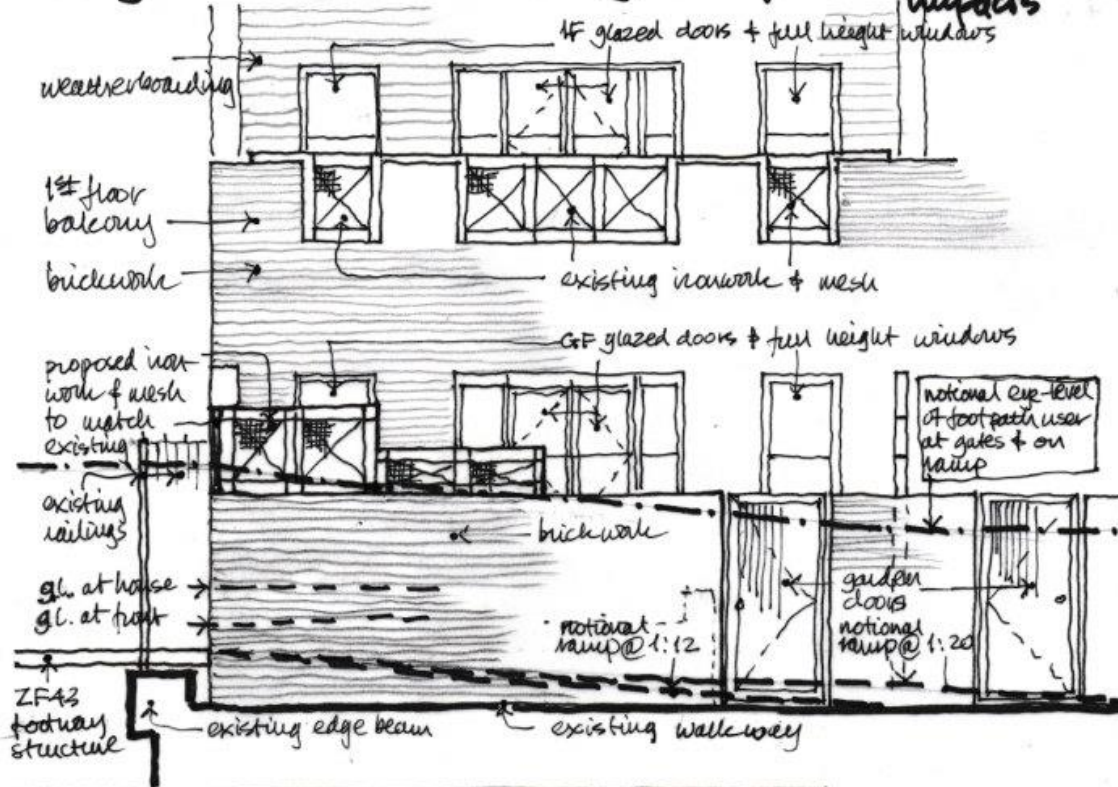 impacts
1F glazed doors & full height windows
weatherboarding
1st floor
balcony
brickwork
existing ironwork & mesh
GF glazed doors & full height windows
proposed iron
work & mesh
to match
existing
notional eye-level
of footpath user
at gates & on
ramp
existing
railings
brickwork
gl. at house
gl. at front
garden
doors
notional
ramp@1:12
notional
ramp@1:20
ZF43
footway
structure
existing edge beam
existing walkway